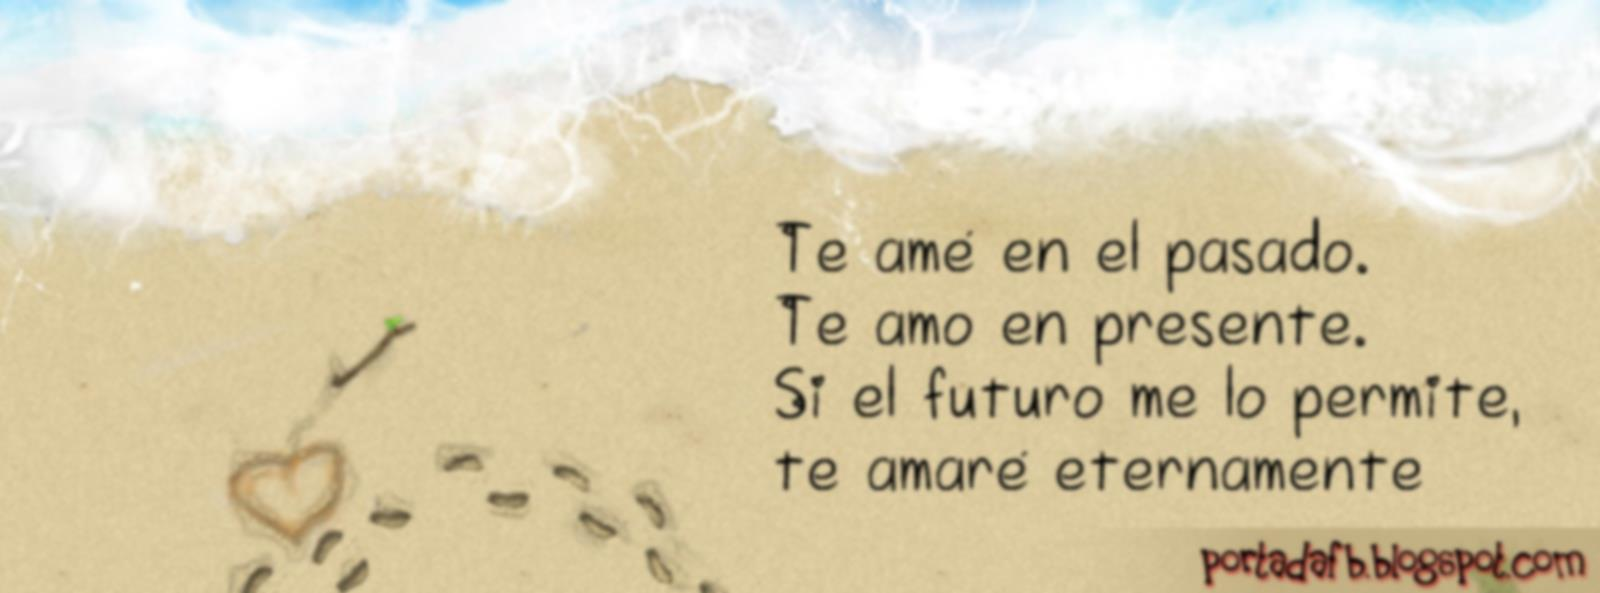 Te amé en el pasado.
Te amo en presente.
Si el futuro me lo permite,
te amaré eternamente
portadafb.blogspot.com